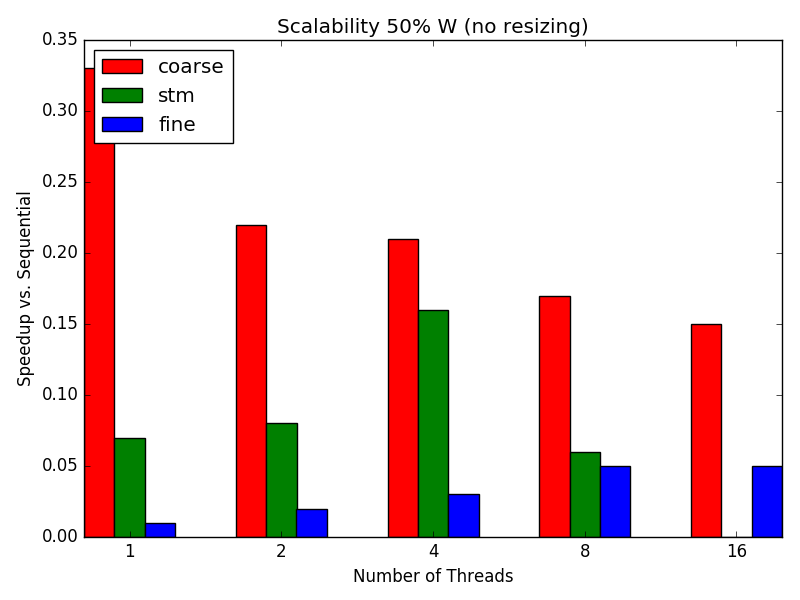 Scalability 50% W (no resizing)
coarse
stm
fine
Speedup vs. Sequential
0.35
0.30
0.25
0.20
0.15
0.10
0.05
0.00
1 2 4 8 16
Number of Threads